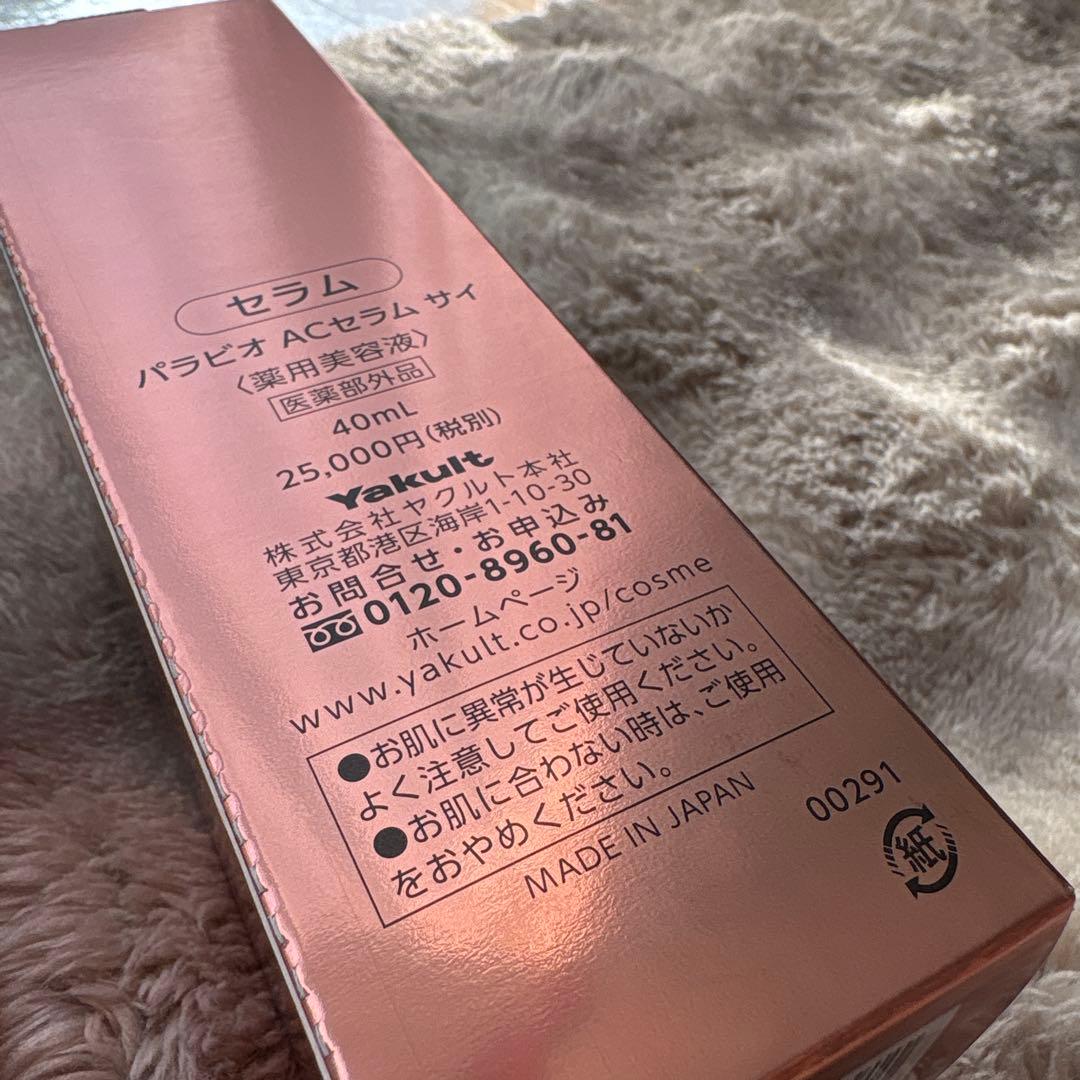 セラム
パラビオ ACセラム サイ
〈薬用美容液〉
医薬部外品
40mL
25,000円(税別)
Yakult
株式会社ヤクルト本社
東京都港区海岸1-10-30
お問合せ・お申込み
0120-8960-81
ホームページ
www.yakult.co.jp/cosme
●お肌に異常が生じていないか
よく注意してご使用ください。
●お肌に合わない時は、ご使用
をおやめください。
MADE IN JAPAN
00291
紙